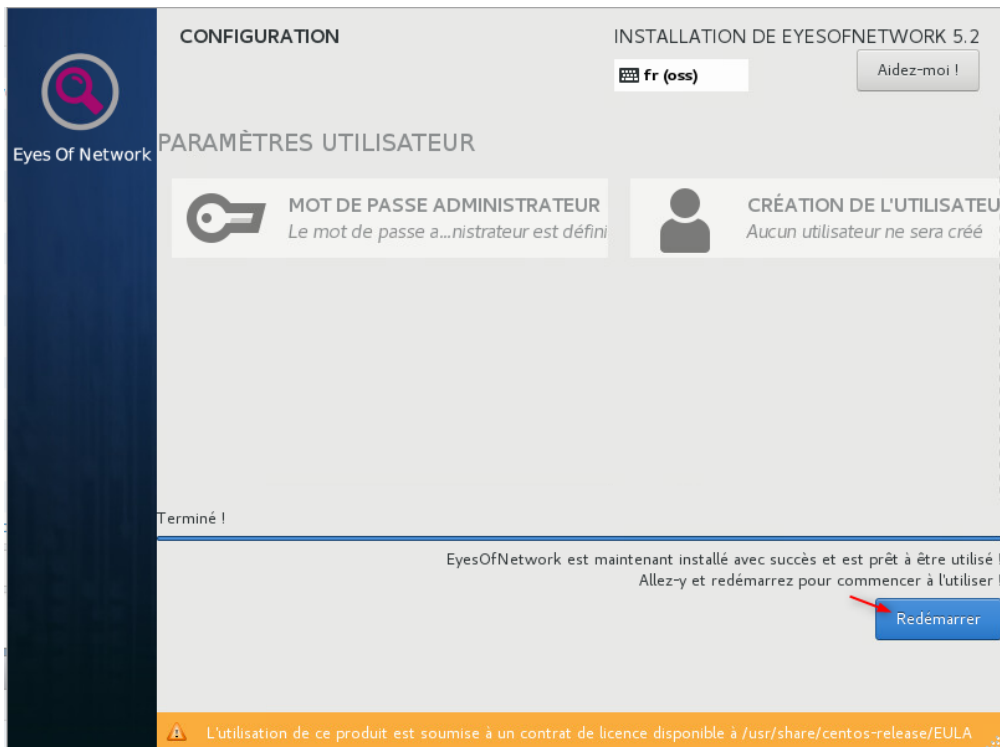 CONFIGURATION
INSTALLATION DE EYESOFNETWORK 5.2
fr (oss)
Aidez-moi !
Eyes Of Network
PARAMÈTRES UTILISATEUR
MOT DE PASSE ADMINISTRATEUR
Le mot de passe a...nistrateur est défini
CRÉATION DE L'UTILISATEU
Aucun utilisateur ne sera créé
Terminé !
EyesOfNetwork est maintenant installé avec succès et est prêt à être utilisé !
Allez-y et redémarrez pour commencer à l'utiliser !
Redémarrer
L'utilisation de ce produit est soumise à un contrat de licence disponible à /usr/share/centos-release/EULA